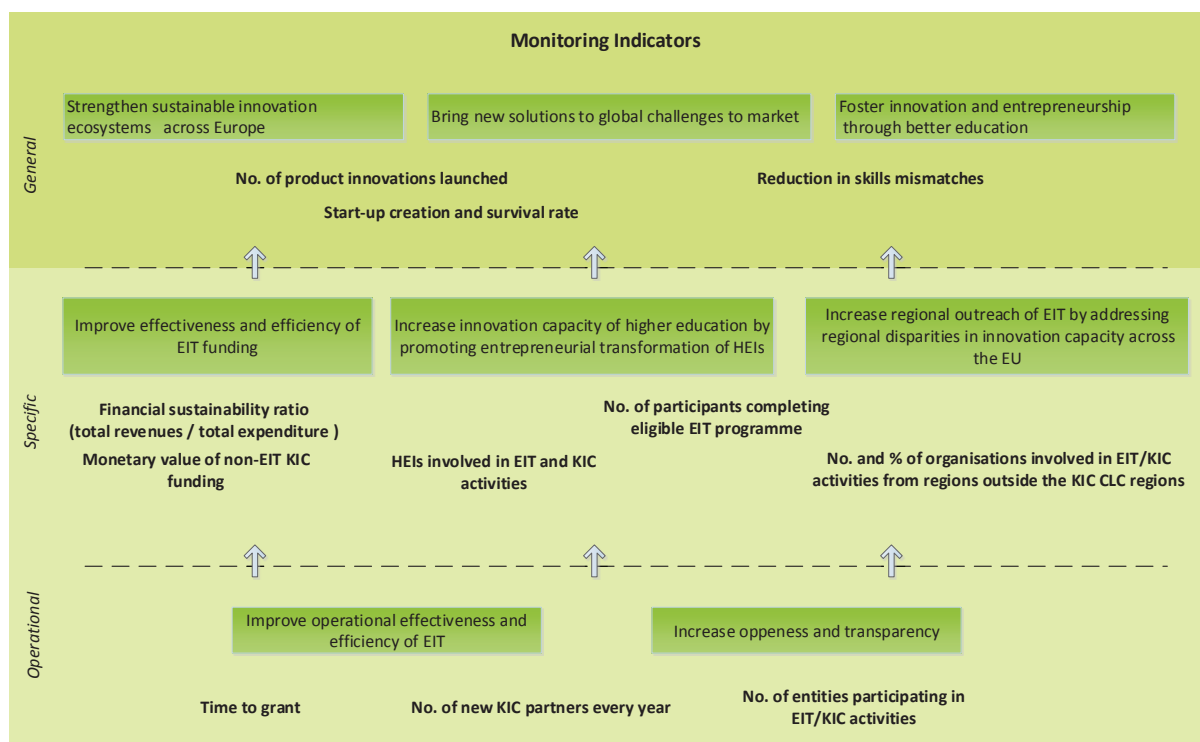 Monitoring Indicators
General
Strengthen sustainable innovation
ecosystems across Europe
Bring new solutions to global challenges to market
Foster innovation and entrepreneurship
through better education
No. of product innovations launched
Reduction in skills mismatches
Start-up creation and survival rate
Specific
Improve effectiveness and efficiency of
EIT funding
Increase innovation capacity of higher education by
promoting entrepreneurial transformation of HEIs
Increase regional outreach of EIT by addressing
regional disparities in innovation capacity across
the EU
Financial sustainability ratio
(total revenues / total expenditure )
Monetary value of non-EIT KIC
funding
HEIs involved in EIT and KIC
activities
No. of participants completing
eligible EIT programme
No. and % of organisations involved in EIT/KIC
activities from regions outside the KIC CLC regions
Operational
Improve operational effectiveness and
efficiency of EIT
Increase oppeness and transparency
Time to grant
No. of new KIC partners every year
No. of entities participating in
EIT/KIC activities